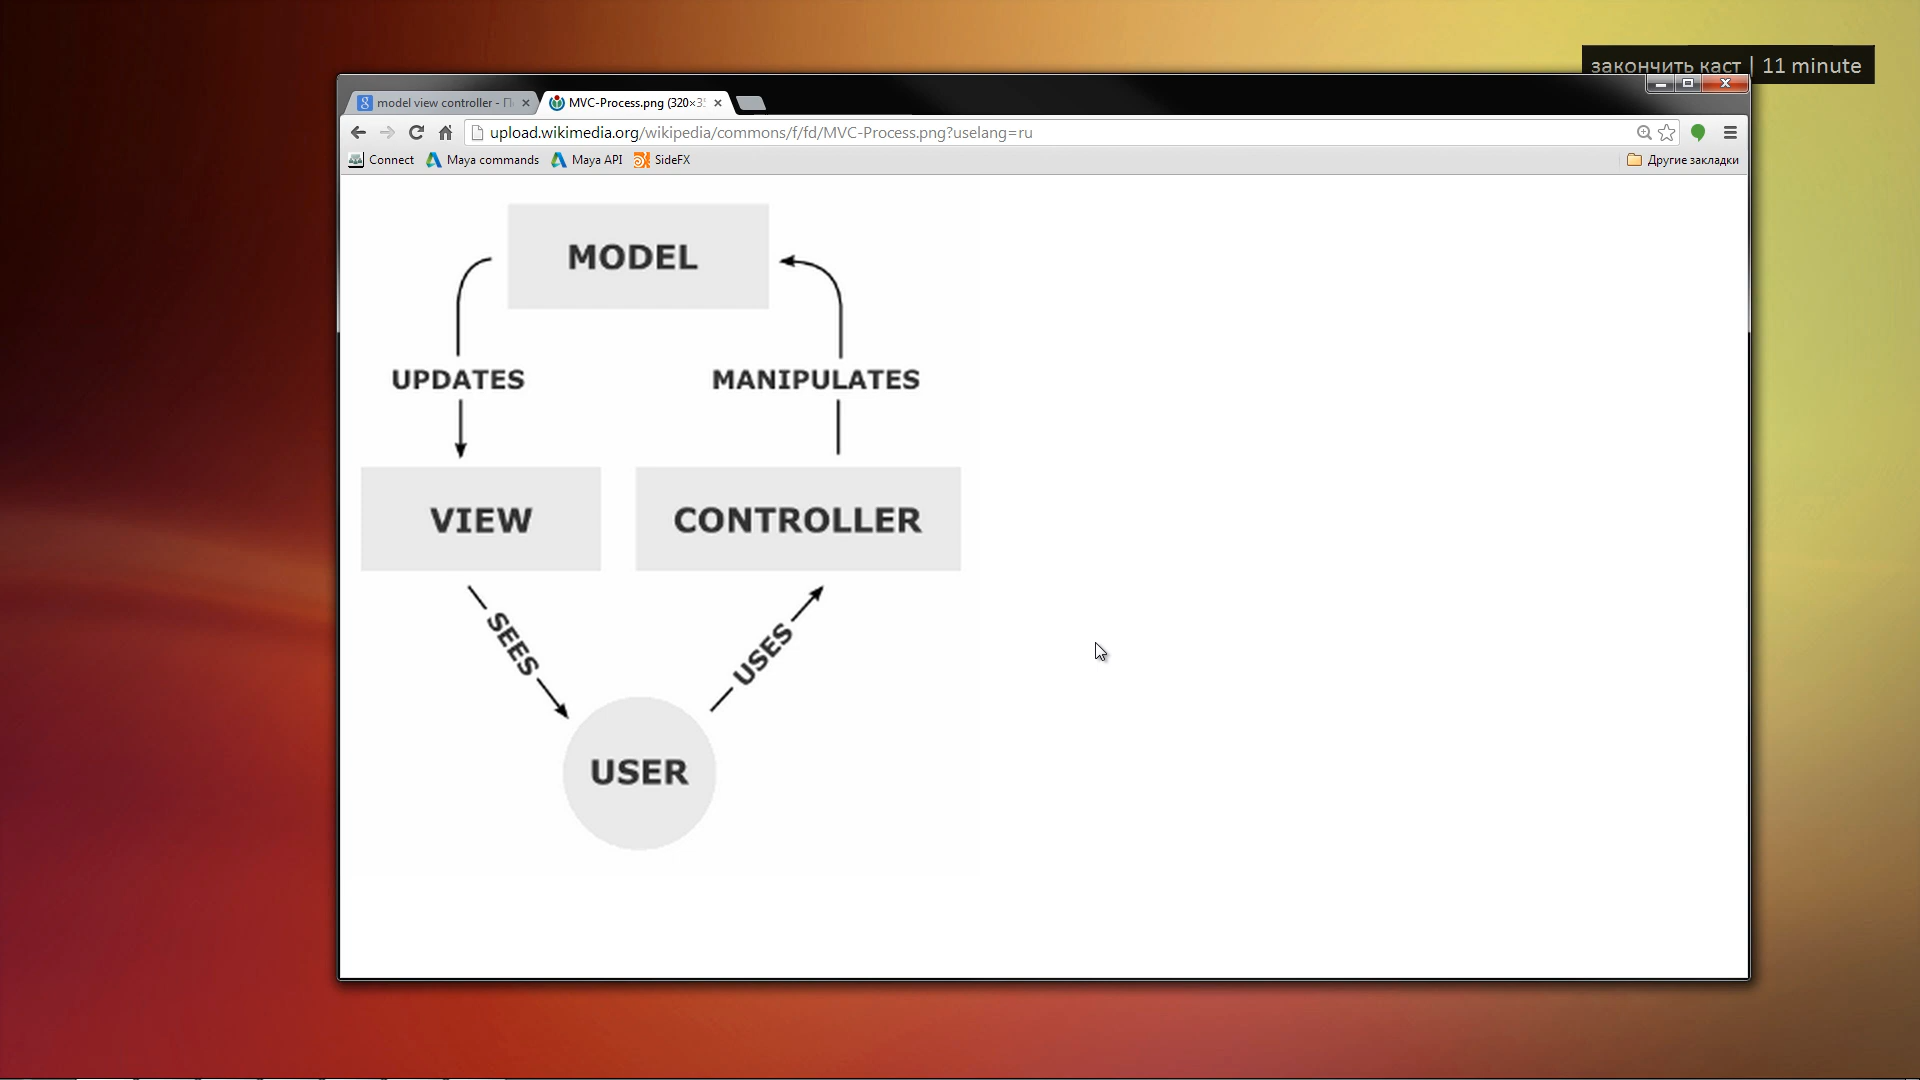 закончить каст | 11 minute
model view controller - П
MVC-Process.png (320×35
upload.wikimedia.org/wikipedia/commons/f/fd/MVC-Process.png?uselang=ru
Connect Maya commands Maya API SideFX Другие закладки
MODEL
UPDATES MANIPULATES
VIEW CONTROLLER
SEES USES
USER